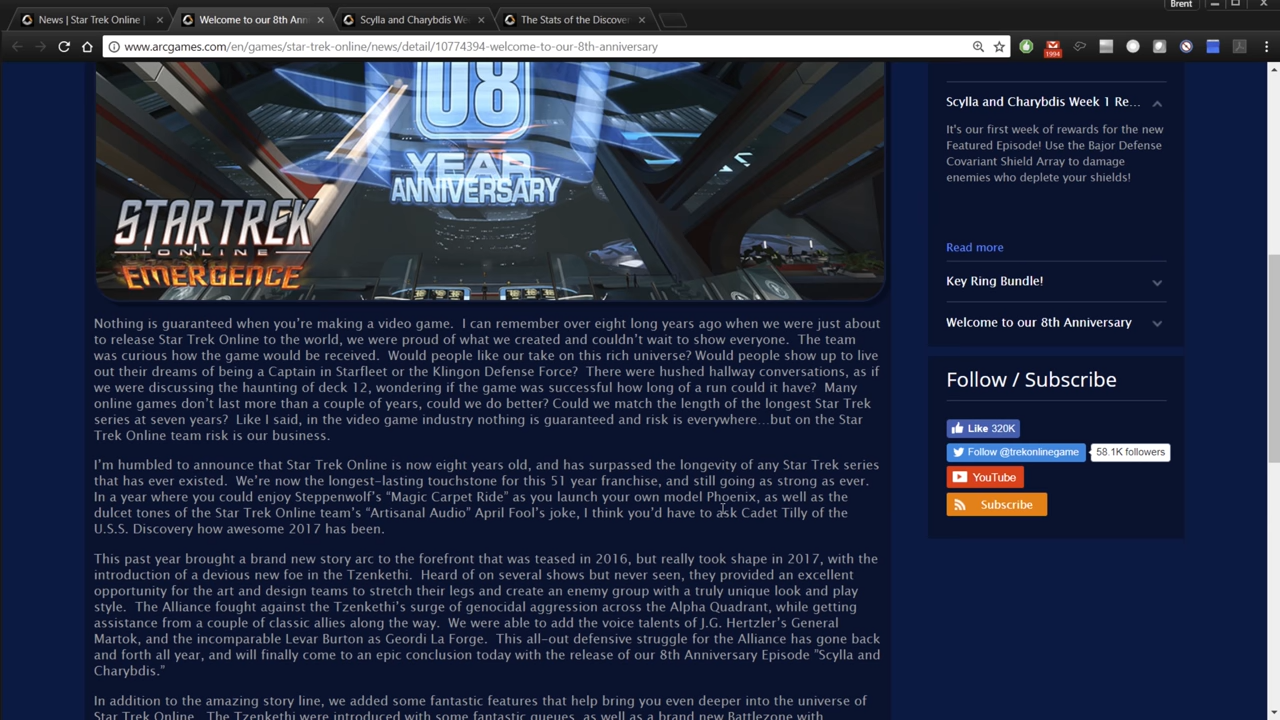 Brent
News | Star Trek Online |
Welcome to our 8th Ann
Scylla and Charybdis We
The Stats of the Discover
www.arcgames.com/en/games/star-trek-online/news/detail/10774394-welcome-to-our-8th-anniversary
1994
08
YEAR
ANNIVERSARY
STAR TREK
ONLINE
EMERGENCE
Nothing is guaranteed when you’re making a video game. I can remember over eight long years ago when we were just about
to release Star Trek Online to the world, we were proud of what we created and couldn’t wait to show everyone. The team
was curious how the game would be received. Would people like our take on this rich universe? Would people show up to live
out their dreams of being a Captain in Starfleet or the Klingon Defense Force? There were hushed hallway conversations, as if
we were discussing the haunting of deck 12, wondering if the game was successful how long of a run could it have? Many
online games don’t last more than a couple of years, could we do better? Could we match the length of the longest Star Trek
series at seven years? Like I said, in the video game industry nothing is guaranteed and risk is everywhere…but on the Star
Trek Online team risk is our business.
I’m humbled to announce that Star Trek Online is now eight years old, and has surpassed the longevity of any Star Trek series
that has ever existed. We’re now the longest-lasting touchstone for this 51 year franchise, and still going as strong as ever.
In a year where you could enjoy Steppenwolf’s “Magic Carpet Ride” as you launch your own model Phoenix, as well as the
dulcet tones of the Star Trek Online team’s “Artisanal Audio” April Fool’s joke, I think you’d have to ask Cadet Tilly of the
U.S.S. Discovery how awesome 2017 has been.
This past year brought a brand new story arc to the forefront that was teased in 2016, but really took shape in 2017, with the
introduction of a devious new foe in the Tzenkethi. Heard of on several shows but never seen, they provided an excellent
opportunity for the art and design teams to stretch their legs and create an enemy group with a truly unique look and play
style. The Alliance fought against the Tzenkethi’s surge of genocidal aggression across the Alpha Quadrant, while getting
assistance from a couple of classic allies along the way. We were able to add the voice talents of J.G. Hertzler’s General
Martok, and the incomparable Levar Burton as Geordi La Forge. This all-out defensive struggle for the Alliance has gone back
and forth all year, and will finally come to an epic conclusion today with the release of our 8th Anniversary Episode "Scylla and
Charybdis.”
In addition to the amazing story line, we added some fantastic features that help bring you even deeper into the universe of
Star Trek Online. The Tzenkethi were introduced with some fantastic queues, as well as a brand new Battlezone with
Scylla and Charybdis Week 1 Re...
It's our first week of rewards for the new
Featured Episode! Use the Bajor Defense
Covariant Shield Array to damage
enemies who deplete your shields!
Read more
Key Ring Bundle!
Welcome to our 8th Anniversary
Follow / Subscribe
Like 320K
Follow @trekonlinegame
58.1K followers
YouTube
Subscribe